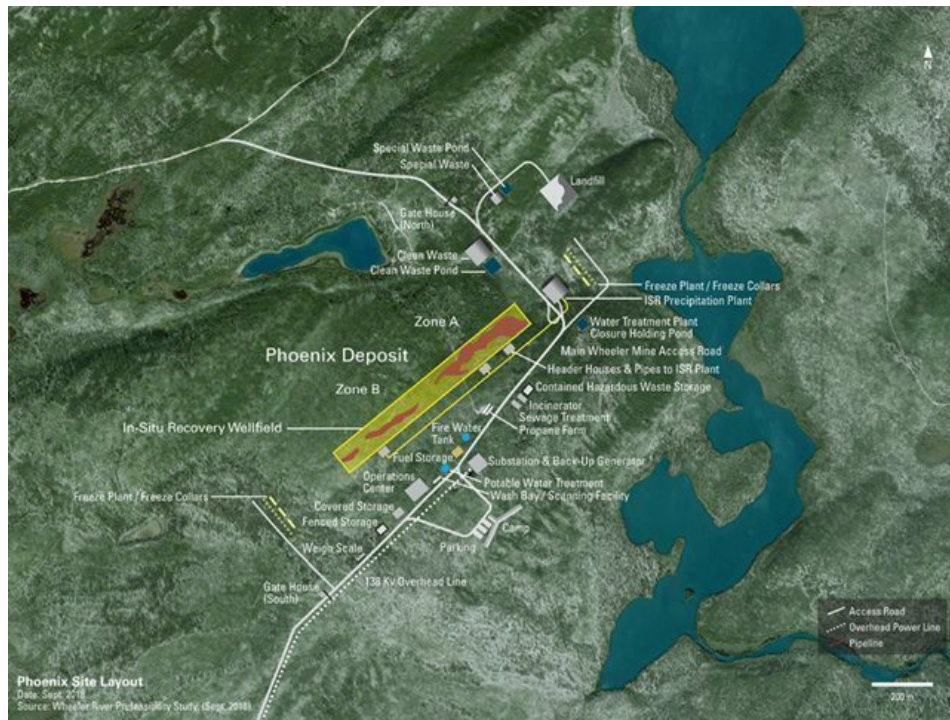 N
Special Waste Pond
Special Waste
Landfill
Gate House
(North)
Clean Waste
Clean Waste Pond
Freeze Plant / Freeze Collars
ISR Precipitation Plant
Zone A
Water Treatment Plant
Closure Holding Pond
Phoenix Deposit
Main Wheeler Mine Access Road
Header Houses & Pipes to ISR Plant
Zone B
Contained Hazardous Waste Storage
Incinerator
Sewage Treatment
Propane Farm
In-Situ Recovery Wellfield
Fire Water
Tank
Fuel Storage
Substation & Back-Up Generator
Operations
Center
Potable Water Treatment
Wash Bay / Scanning Facility
Freeze Plant / Freeze Collars
Covered Storage
Fenced Storage
Camp
Parking
Weigh Scale
138 Kv Overhead Line
Gate House
(South)
Access Road
Overhead Power Line
Pipeline
Phoenix Site Layout
Date: Sept. 2018
Source: Wheeler River Prefeasibility Study, (Sept. 2018)
200 m